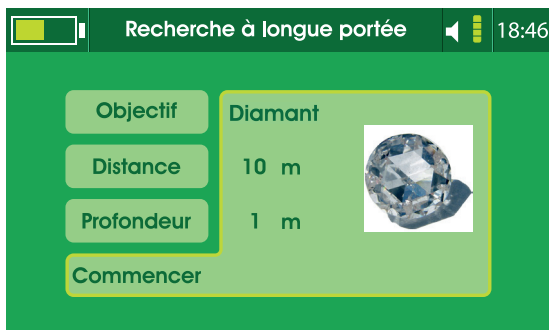 Recherche à longue portée
18:46
Objectif
Diamant
Distance
10 m
Profondeur
1 m
Commencer